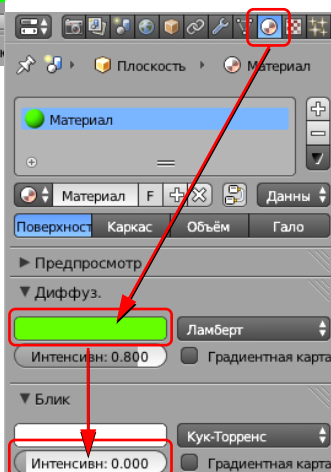 Плоскость Материал
Материал
Материал F Данны
Поверхност Каркас Объём Гало
Предпросмотр
Диффуз.
Ламберт
Интенсивн: 0.800 Градиентная карта
Блик
Кук-Торренс
Интенсивн: 0.000 Градиентная карта